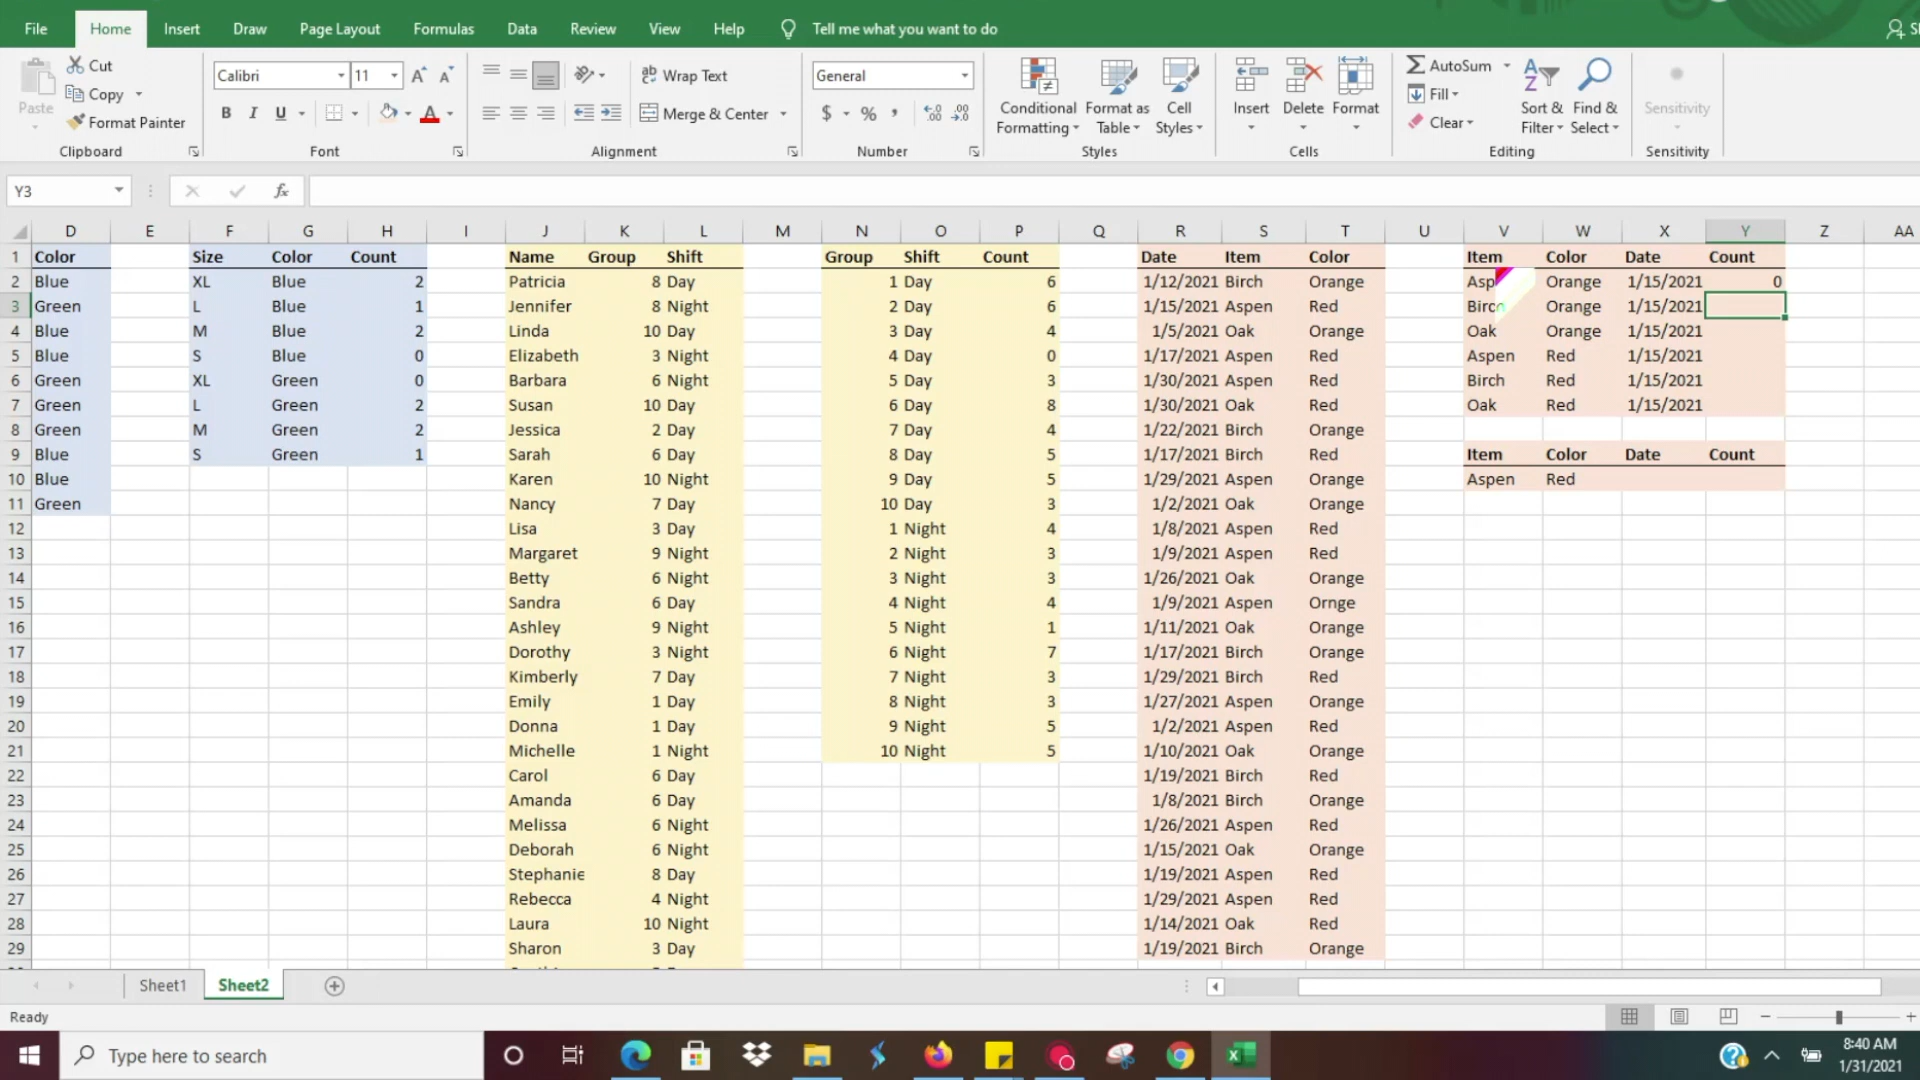 File Home Insert Draw Page Layout Formulas Data Review View Help Tell me what you want to do
Cut
Copy
Format Painter
Paste
Clipboard
Calibri 11
B I U
Font
Wrap Text
Merge & Center
Alignment
General
$ % ,
Number
Conditional Formatting
Format as Table
Cell Styles
Styles
Insert Delete Format
Cells
AutoSum
Fill
Clear
Sort & Filter
Find & Select
Editing
Sensitivity
Sensitivity
Y3 fx
D E F G H I J K L M N O P Q R S T U V W X Y Z AA
1 Color Size Color Count Name Group Shift Group Shift Count Date Item Color Item Color Date Count
2 Blue XL Blue 2 Patricia 8 Day 1 Day 6 1/12/2021 Birch Orange Asp Orange 1/15/2021 0
3 Green L Blue 1 Jennifer 8 Night 2 Day 6 1/15/2021 Aspen Red Birch Orange 1/15/2021
4 Blue M Blue 2 Linda 10 Day 3 Day 4 1/5/2021 Oak Orange Oak Orange 1/15/2021
5 Blue S Blue 0 Elizabeth 3 Night 4 Day 0 1/17/2021 Aspen Red Aspen Red 1/15/2021
6 Green XL Green 0 Barbara 6 Night 5 Day 3 1/30/2021 Aspen Red Birch Red 1/15/2021
7 Green L Green 2 Susan 10 Day 6 Day 8 1/30/2021 Oak Red Oak Red 1/15/2021
8 Green M Green 2 Jessica 2 Day 7 Day 4 1/22/2021 Birch Orange
9 Blue S Green 1 Sarah 6 Day 8 Day 5 1/17/2021 Birch Red Item Color Date Count
10 Blue Karen 10 Night 9 Day 5 1/29/2021 Aspen Orange Aspen Red
11 Green Nancy 7 Day 10 Day 3 1/2/2021 Oak Orange
12 Lisa 3 Day 1 Night 4 1/8/2021 Aspen Red
13 Margaret 9 Night 2 Night 3 1/9/2021 Aspen Red
14 Betty 6 Night 3 Night 3 1/26/2021 Oak Orange
15 Sandra 6 Day 4 Night 4 1/9/2021 Aspen Ornge
16 Ashley 9 Night 5 Night 1 1/11/2021 Oak Orange
17 Dorothy 3 Night 6 Night 7 1/17/2021 Birch Orange
18 Kimberly 7 Day 7 Night 3 1/29/2021 Birch Red
19 Emily 1 Day 8 Night 3 1/27/2021 Aspen Orange
20 Donna 1 Day 9 Night 5 1/2/2021 Aspen Red
21 Michelle 1 Night 10 Night 5 1/10/2021 Oak Orange
22 Carol 6 Day 1/19/2021 Birch Red
23 Amanda 6 Day 1/8/2021 Birch Orange
24 Melissa 6 Night 1/26/2021 Aspen Red
25 Deborah 6 Night 1/15/2021 Oak Orange
26 Stephanie 8 Day 1/19/2021 Aspen Red
27 Rebecca 4 Night 1/29/2021 Aspen Red
28 Laura 10 Night 1/14/2021 Oak Red
29 Sharon 3 Day 1/19/2021 Birch Orange
Sheet1 Sheet2
Ready
Type here to search
8:40 AM
1/31/2021